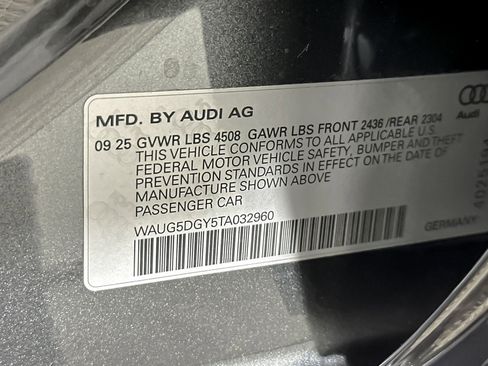 MFD. BY AUDI AG
09 25 GVWR LBS 4508 GAWR LBS FRONT 2436 /REAR 2304
THIS VEHICLE CONFORMS TO ALL APPLICABLE U.S.
FEDERAL MOTOR VEHICLE SAFETY, BUMPER AND THEFT
PREVENTION STANDARDS IN EFFECT ON THE DATE OF
MANUFACTURE SHOWN ABOVE
PASSENGER CAR
WAUG5DGY5TA032960
Audi
GERMANY